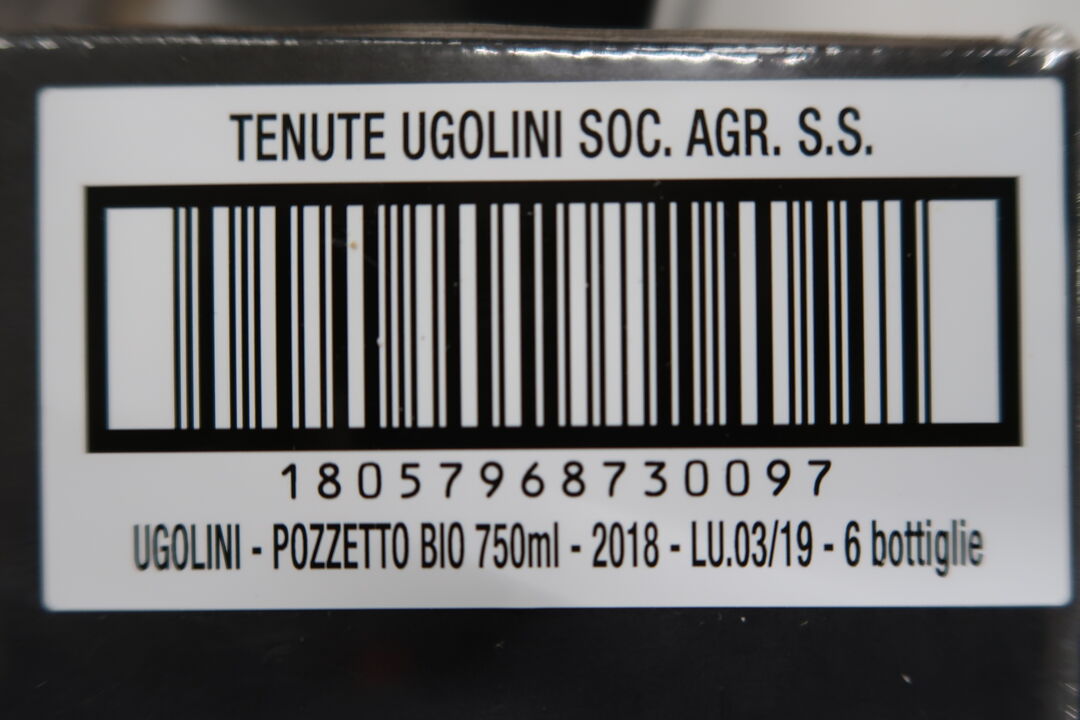 TENUTE UGOLINI SOC. AGR. S.S.
18057968730097
UGOLINI - POZZETTO BIO 750ml - 2018 - LU.03/19 - 6 bottiglie